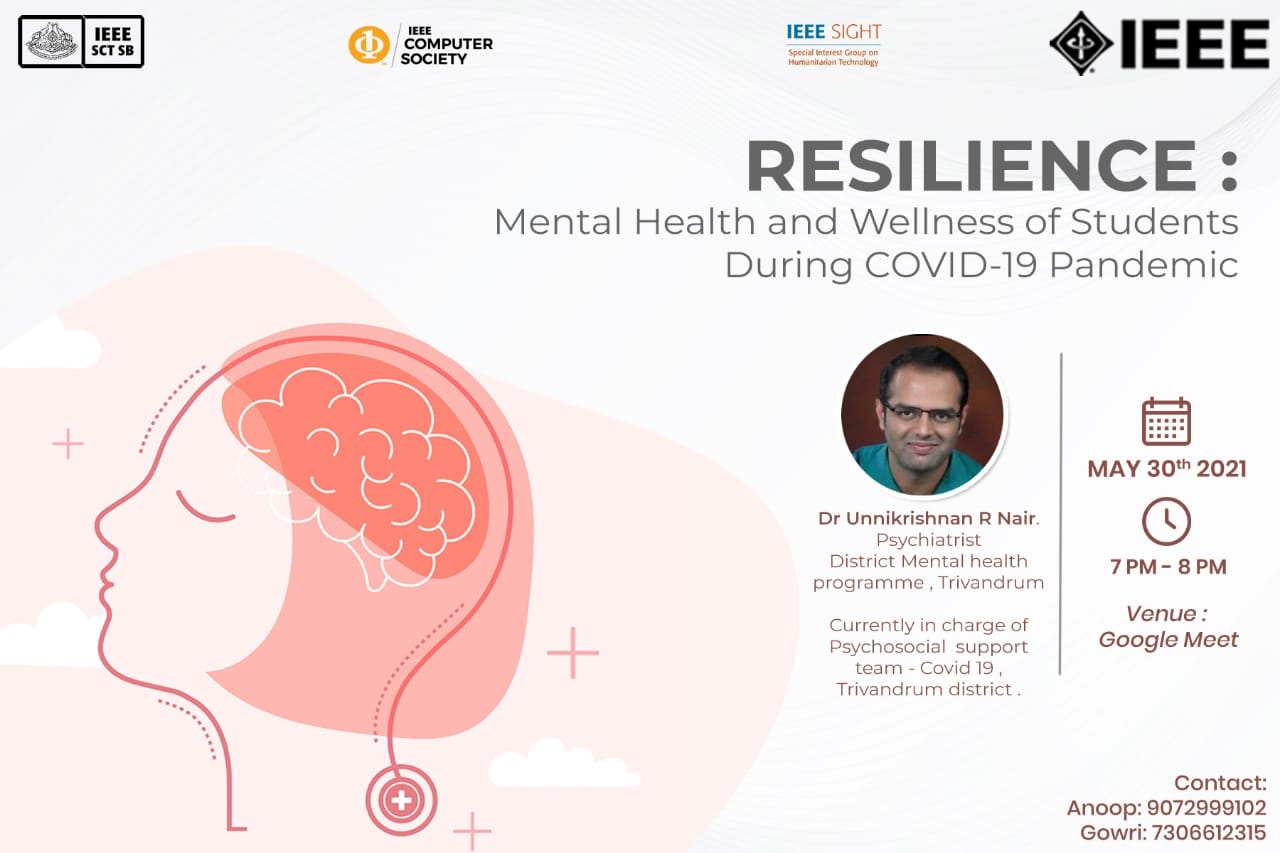 IEEE
SCT SB
IEEE
COMPUTER
SOCIETY
IEEE SIGHT
Special Interest Group on
Humanitarian Technology
IEEE
RESILIENCE :
Mental Health and Wellness of Students
During COVID-19 Pandemic
Dr Unnikrishnan R Nair.
Psychiatrist
District Mental health
programme , Trivandrum
Currently in charge of
Psychosocial support
team - Covid 19 ,
Trivandrum district .
MAY 30th 2021
7 PM - 8 PM
Venue :
Google Meet
Contact:
Anoop: 9072999102
Gowri: 7306612315